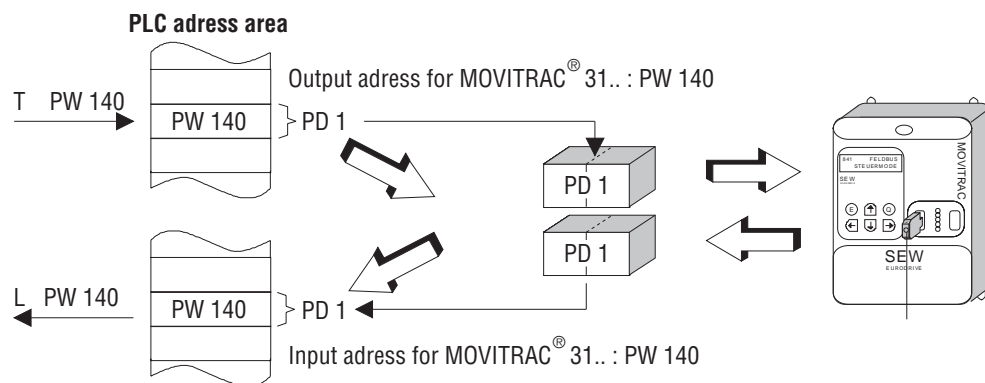 PLC adress area
Output adress for MOVITRAC® 31.. : PW 140
T PW 140
PW 140
PD 1
PD 1
PD 1
L PW 140
PW 140
PD 1
Input adress for MOVITRAC® 31.. : PW 140
841 FELDBUS
STEUERMODE
SEW
E
Q
MOVITRAC
SEW
EURODRIVE